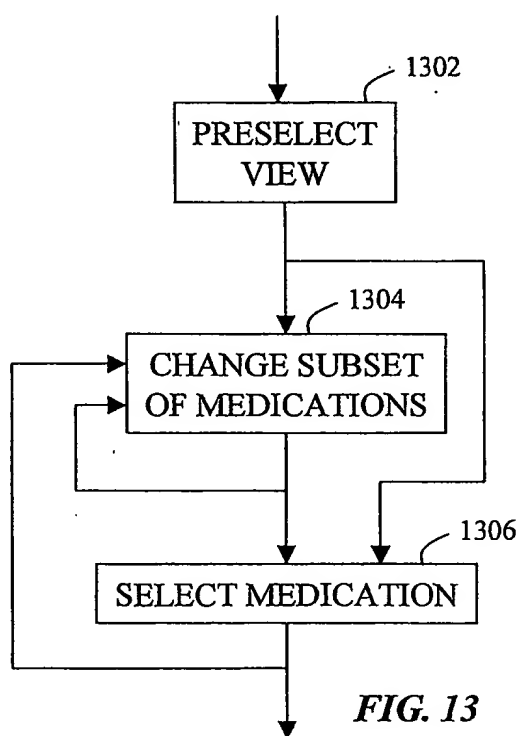 1302
PRESELECT
VIEW
1304
CHANGE SUBSET
OF MEDICATIONS
1306
SELECT MEDICATION
FIG. 13